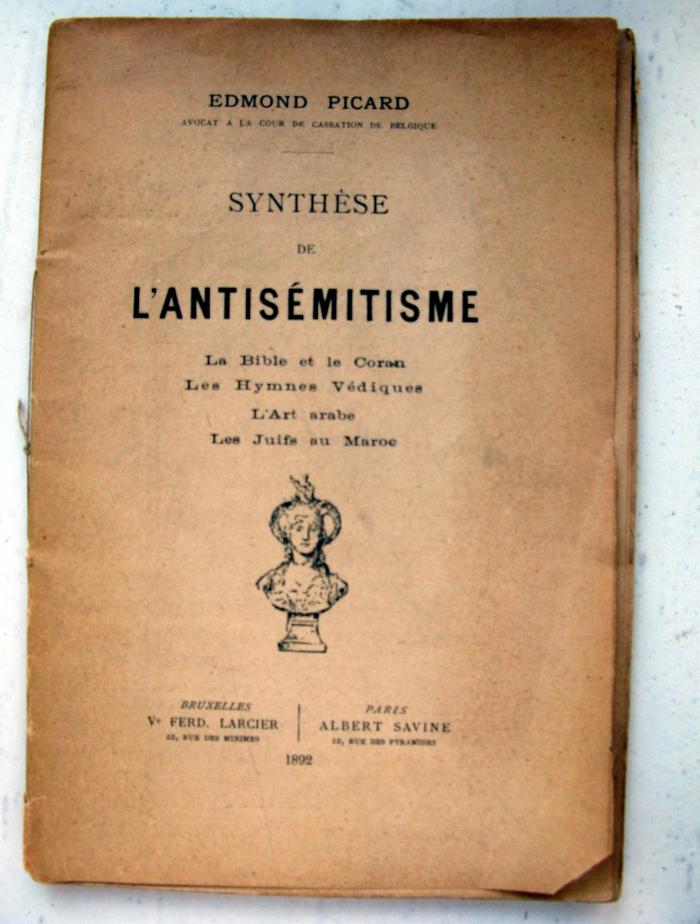 EDMOND PICARD
AVOCAT A LA COUR DE CASSATION DE BELGIQUE
SYNTHÈSE
DE
L'ANTISÉMITISME
La Bible et le Coran
Les Hymnes Védiques
L'Art arabe
Les Juifs au Maroc
BRUXELLES
Ve FERD. LARCIER
22, RUE DES MINIMES
PARIS
ALBERT SAVINE
12, RUE DES PYRAMIDES
1892